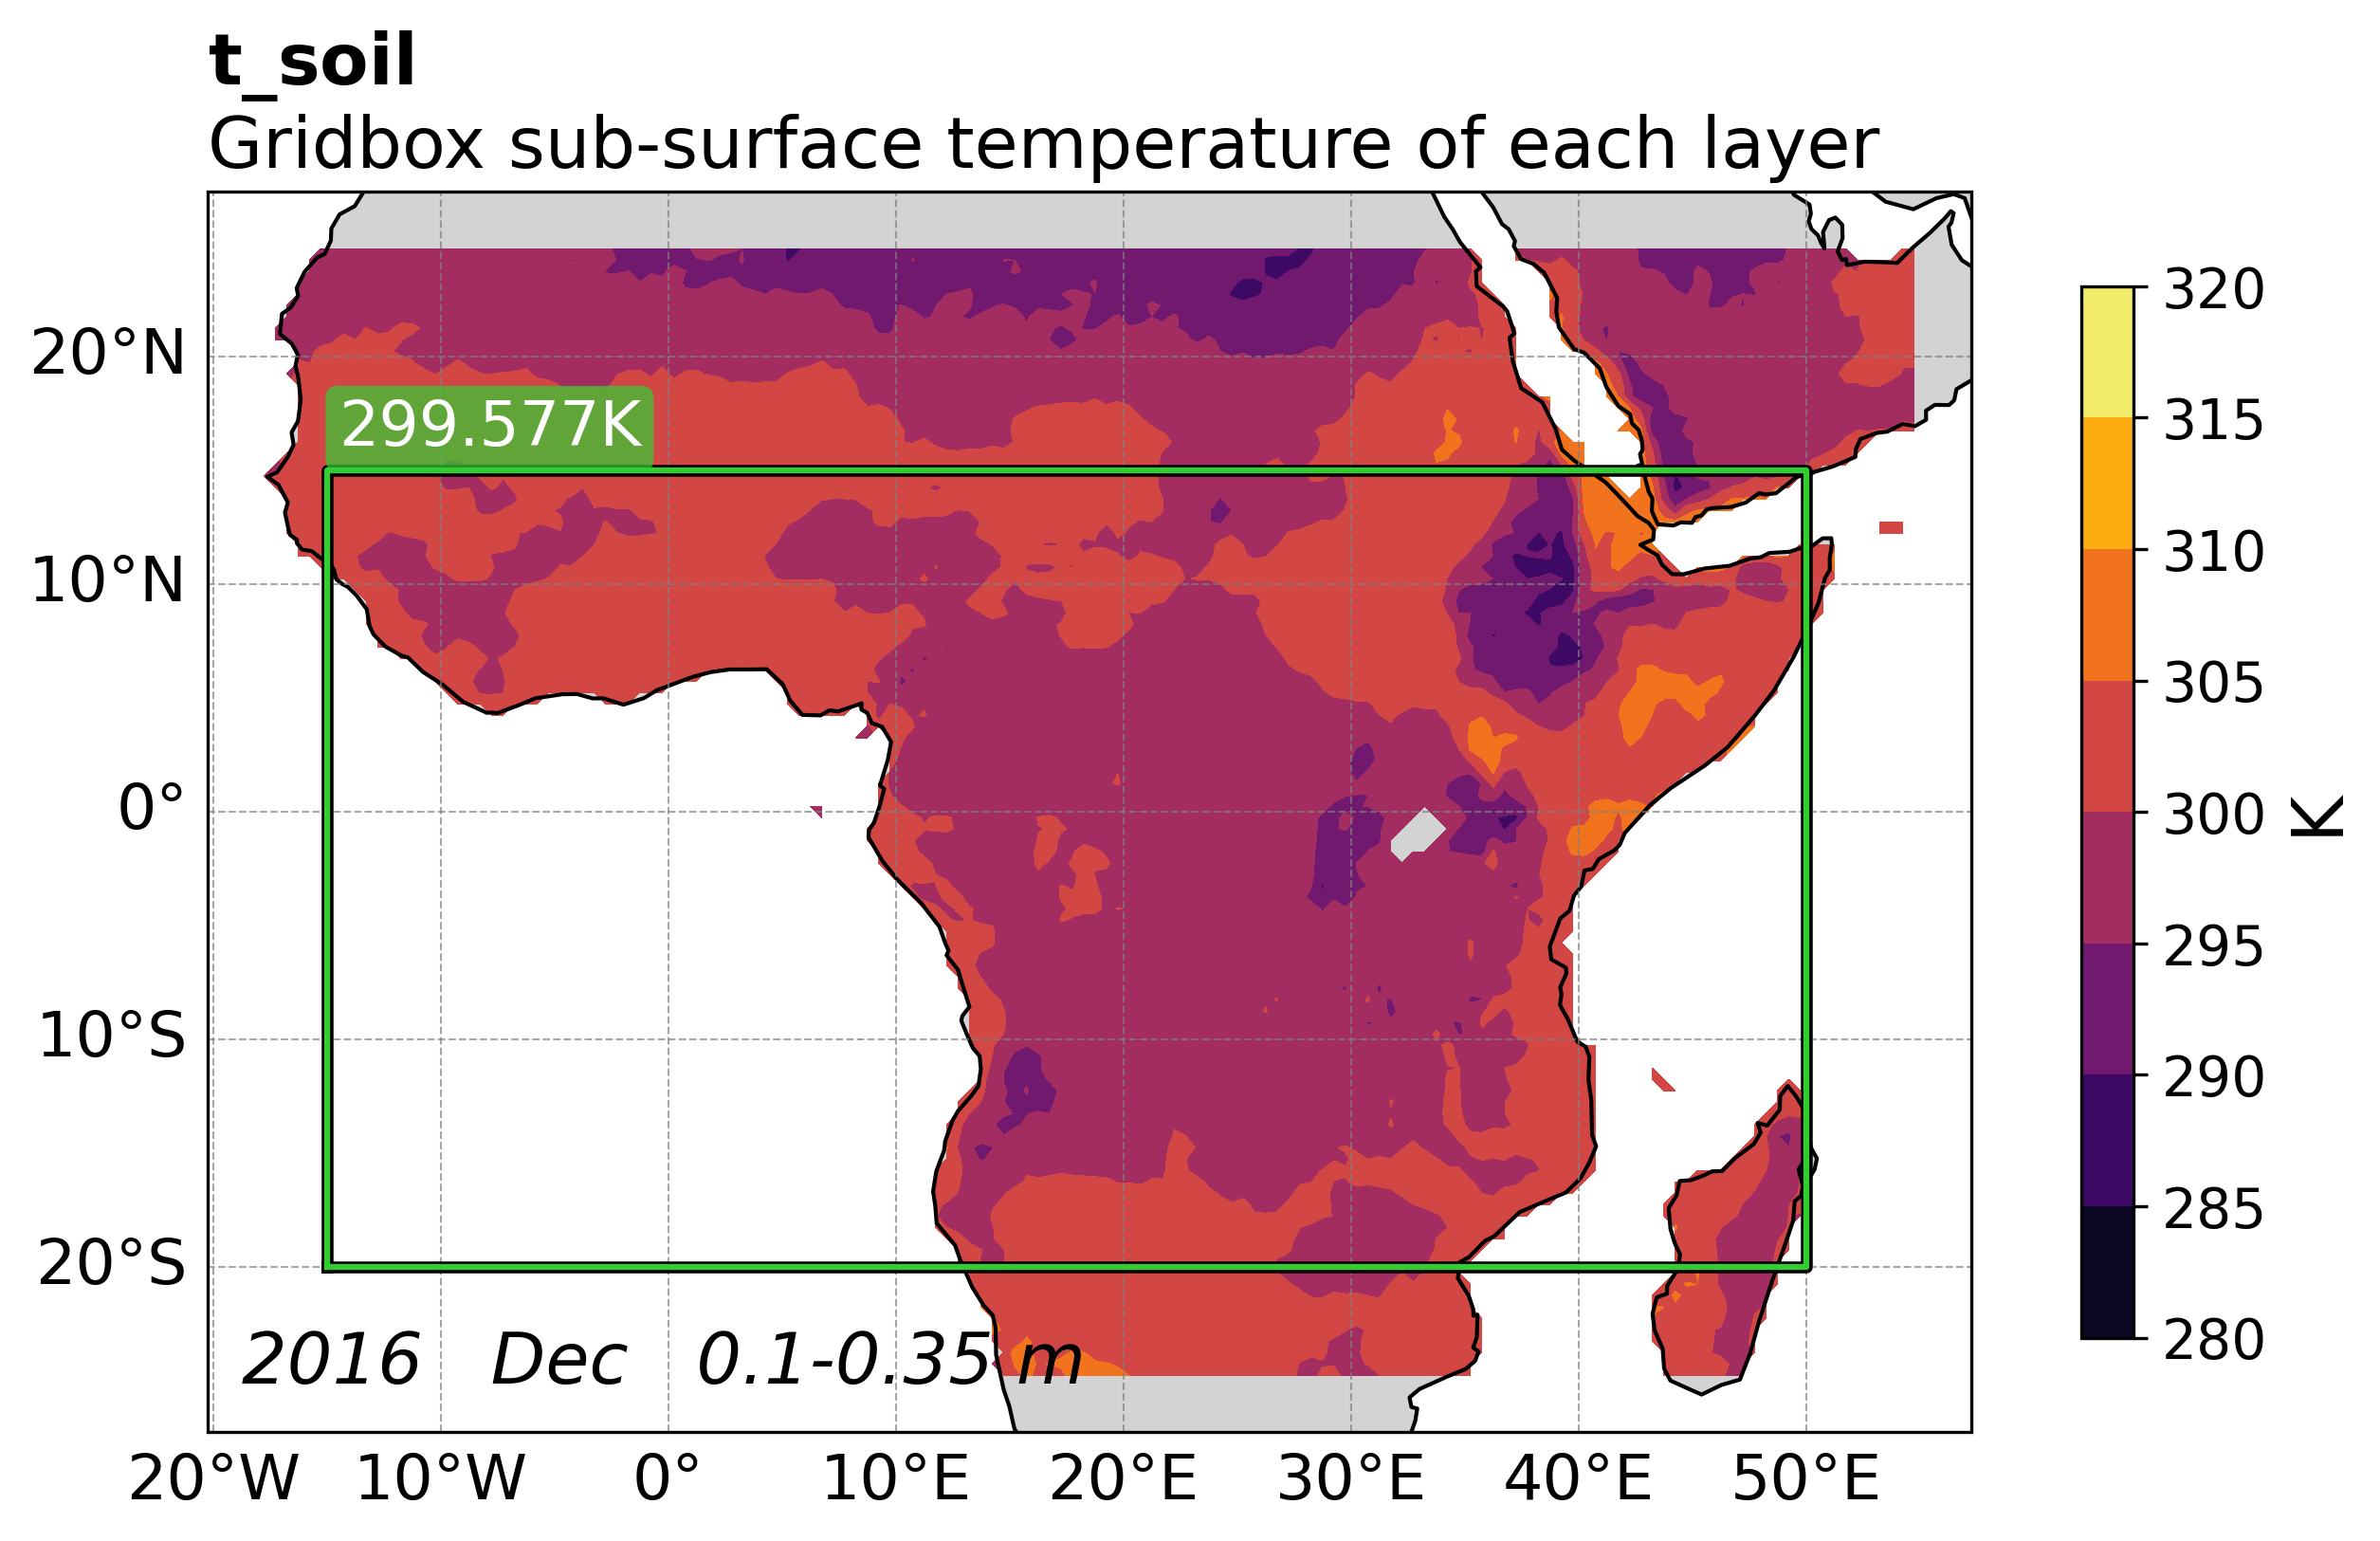 t_soil
Gridbox sub-surface temperature of each layer
299.577K
20°N
10°N
0°
10°S
20°S
2016 Dec 0.1-0.35 m
20°W 10°W 0° 10°E 20°E 30°E 40°E 50°E
320
315
310
305
300
295
290
285
280
K